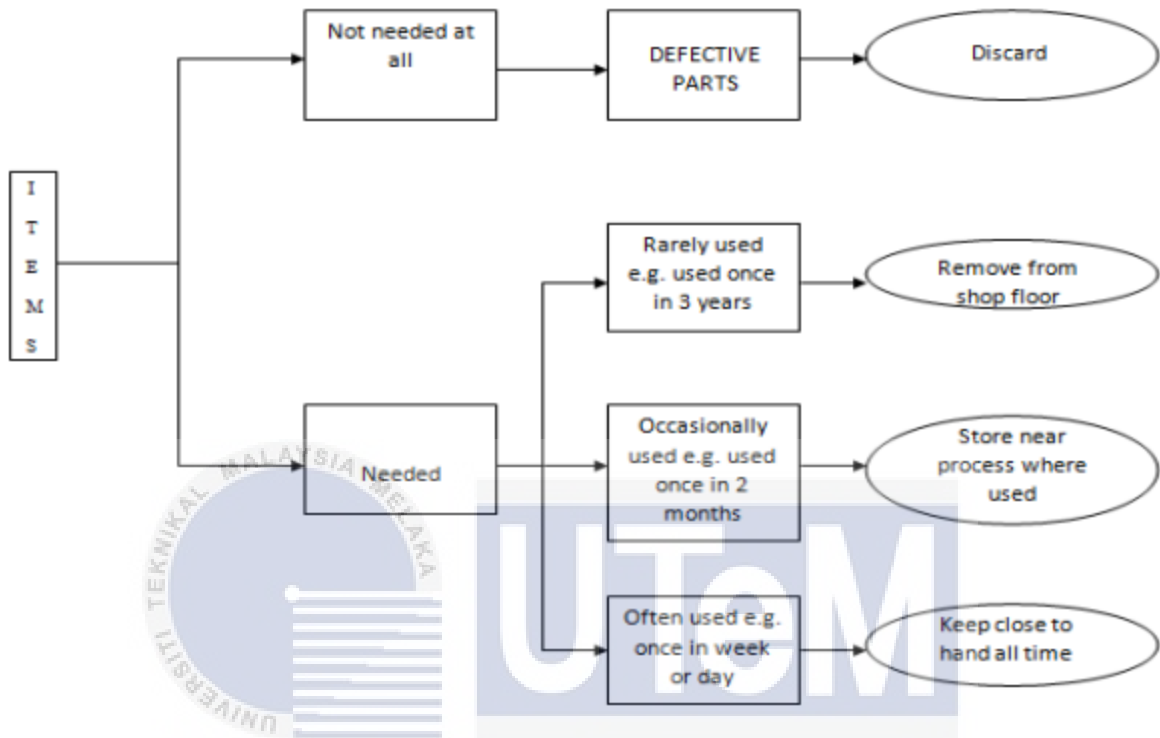 Not needed at
all
DEFECTIVE
PARTS
Discard
I
T
E
M
S
Rarely used
e.g. used once
in 3 years
Remove from
shop floor
Needed
Occasionally
used e.g. used
once in 2
months
Store near
process where
used
Often used e.g.
once in week
or day
Keep close to
hand all time
UNIVERSITI TEKNIKAL MALAYSIA MELAKA
UTeM